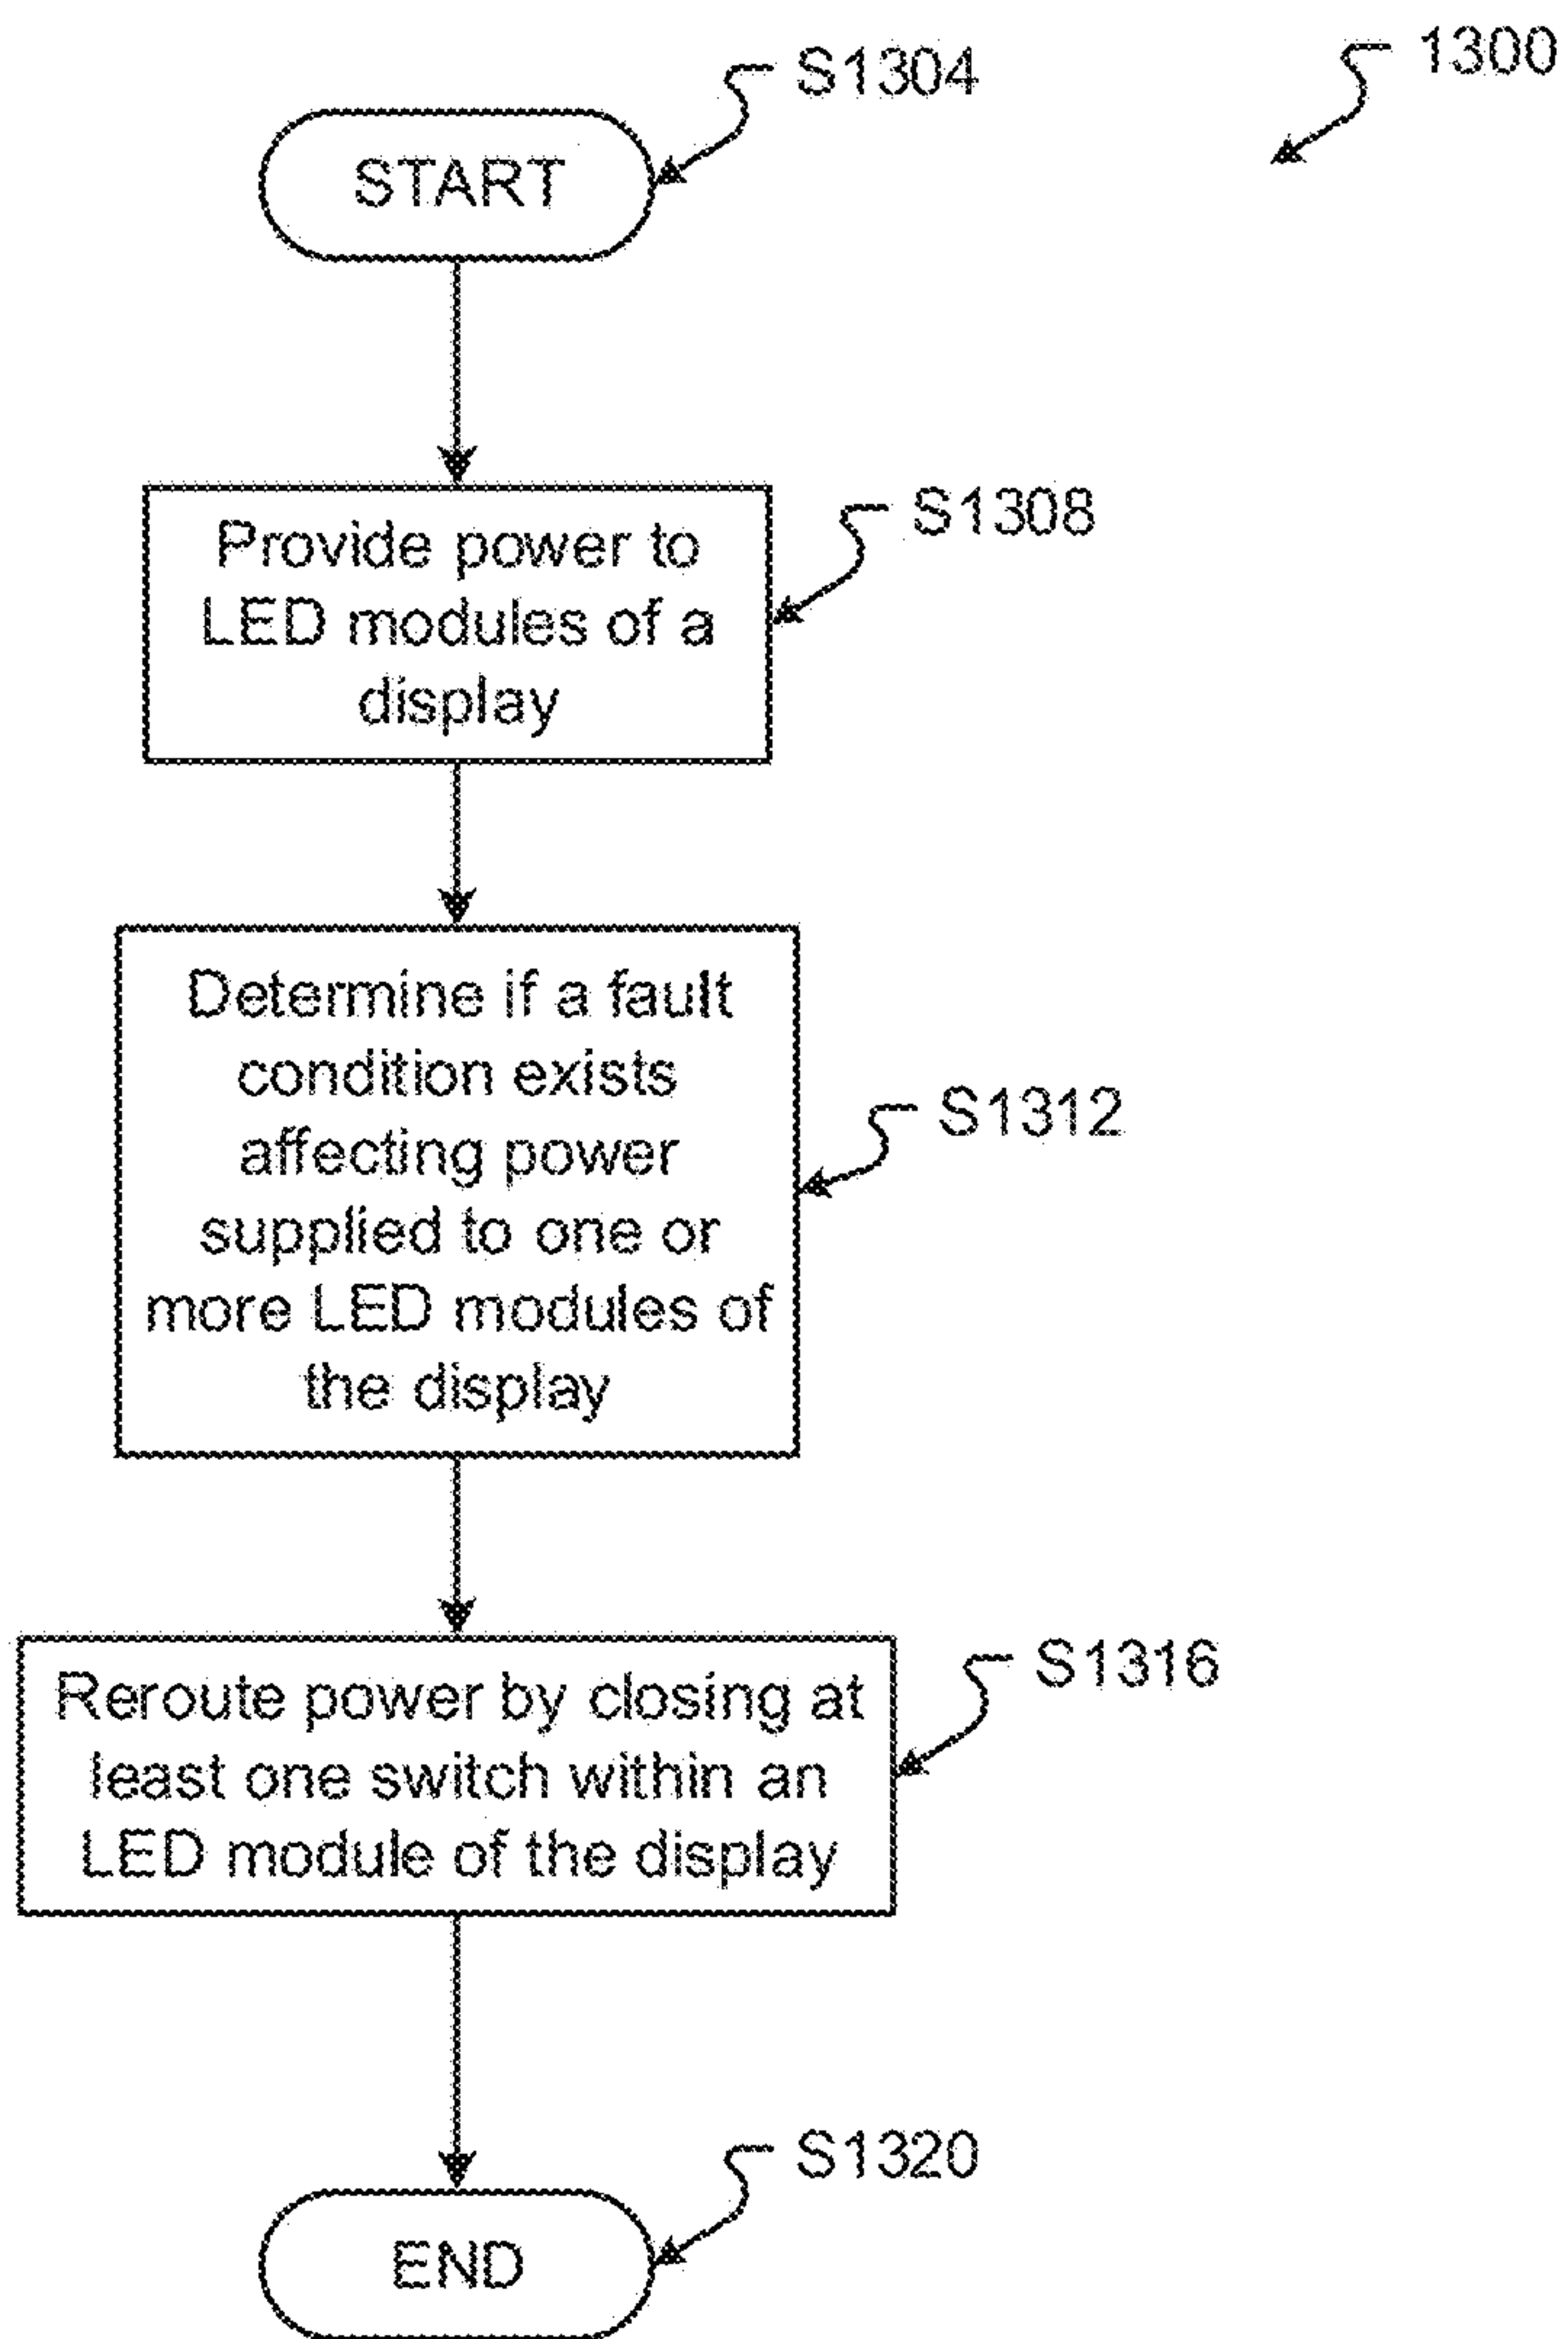 1300
S1304
START
S1308
Provide power to
LED modules of a
display
Determine if a fault
condition exists
affecting power
supplied to one or
more LED modules of
the display
S1312
Reroute power by closing at
least one switch within an
LED module of the display
S1316
S1320
END